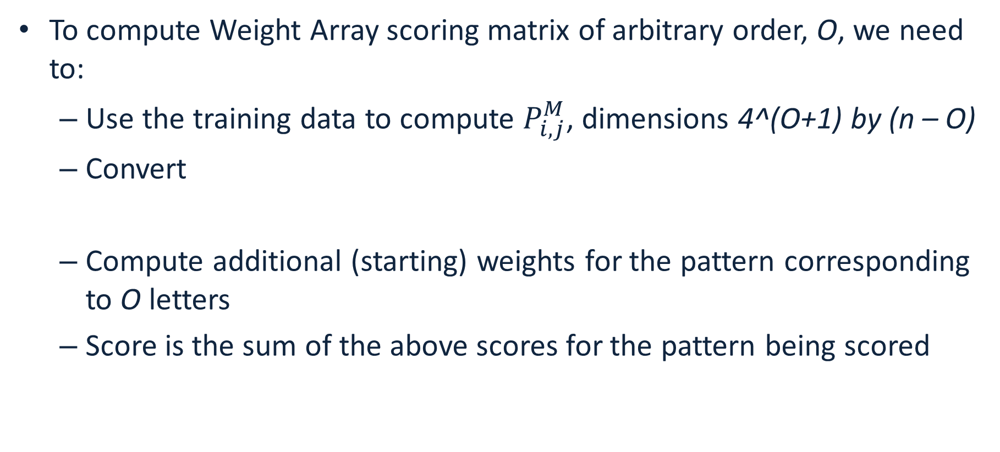 • To compute Weight Array scoring matrix of arbitrary order, O, we need
to:
– Use the training data to compute P_{i,j}^M, dimensions 4^(O+1) by (n – O)
– Convert
– Compute additional (starting) weights for the pattern corresponding
to O letters
– Score is the sum of the above scores for the pattern being scored